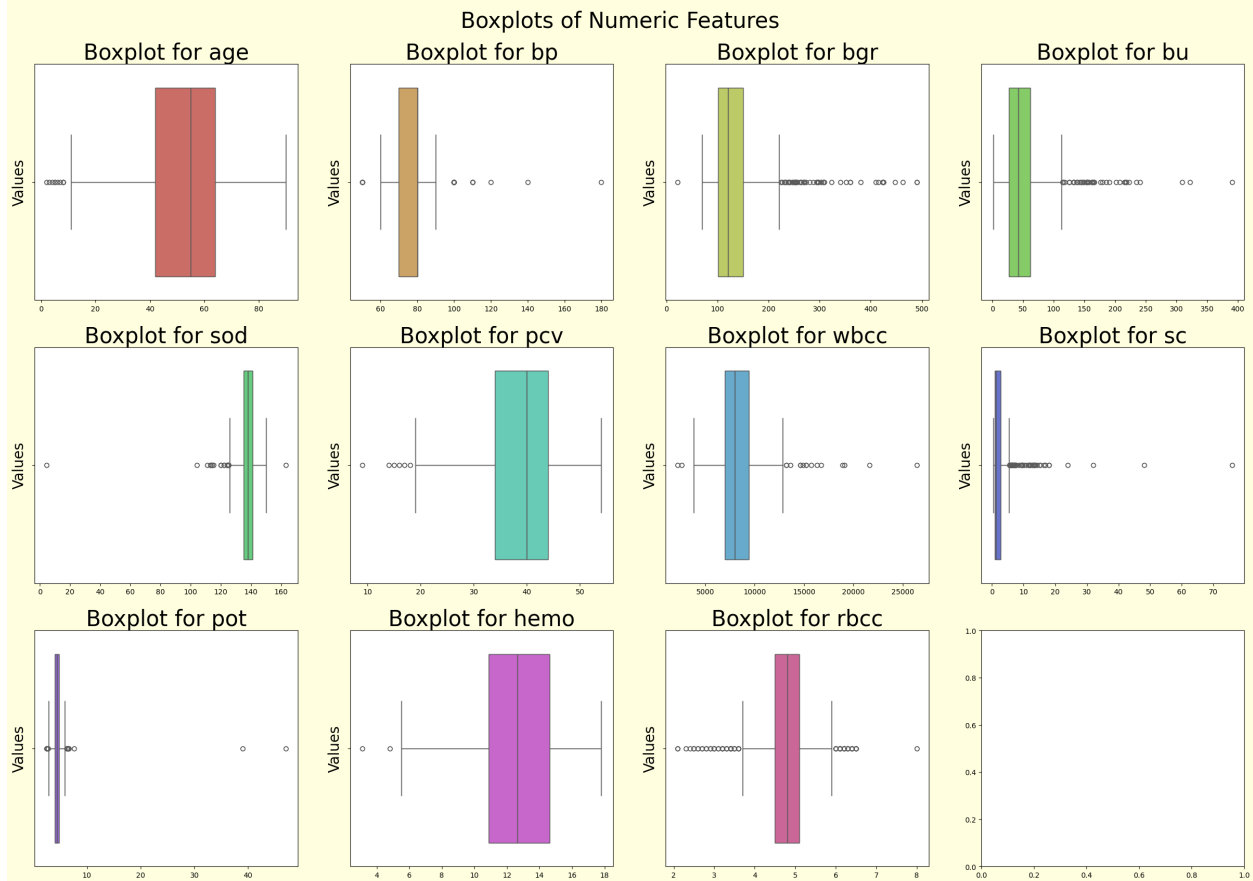 Boxplots of Numeric Features
Boxplot for age
Boxplot for bp
Boxplot for bgr
Boxplot for bu
Values
Values
Values
Values
0 20 40 60 80
60 80 100 120 140 160 180
100 200 300 400 500
0 50 100 150 200 250 300 350 400
Boxplot for sod
Boxplot for pcv
Boxplot for wbcc
Boxplot for sc
Values
Values
Values
Values
0 20 40 60 80 100 120 140 160
10 20 30 40 50
5000 10000 15000 20000 25000
0 10 20 30 40 50 60 70
Boxplot for pot
Boxplot for hemo
Boxplot for rbcc
Values
Values
Values
1.0
0.8
0.6
0.4
0.2
0.0
10 20 30 40
4 6 8 10 12 14 16 18
2 3 4 5 6 7 8
0.0 0.2 0.4 0.6 0.8 1.0